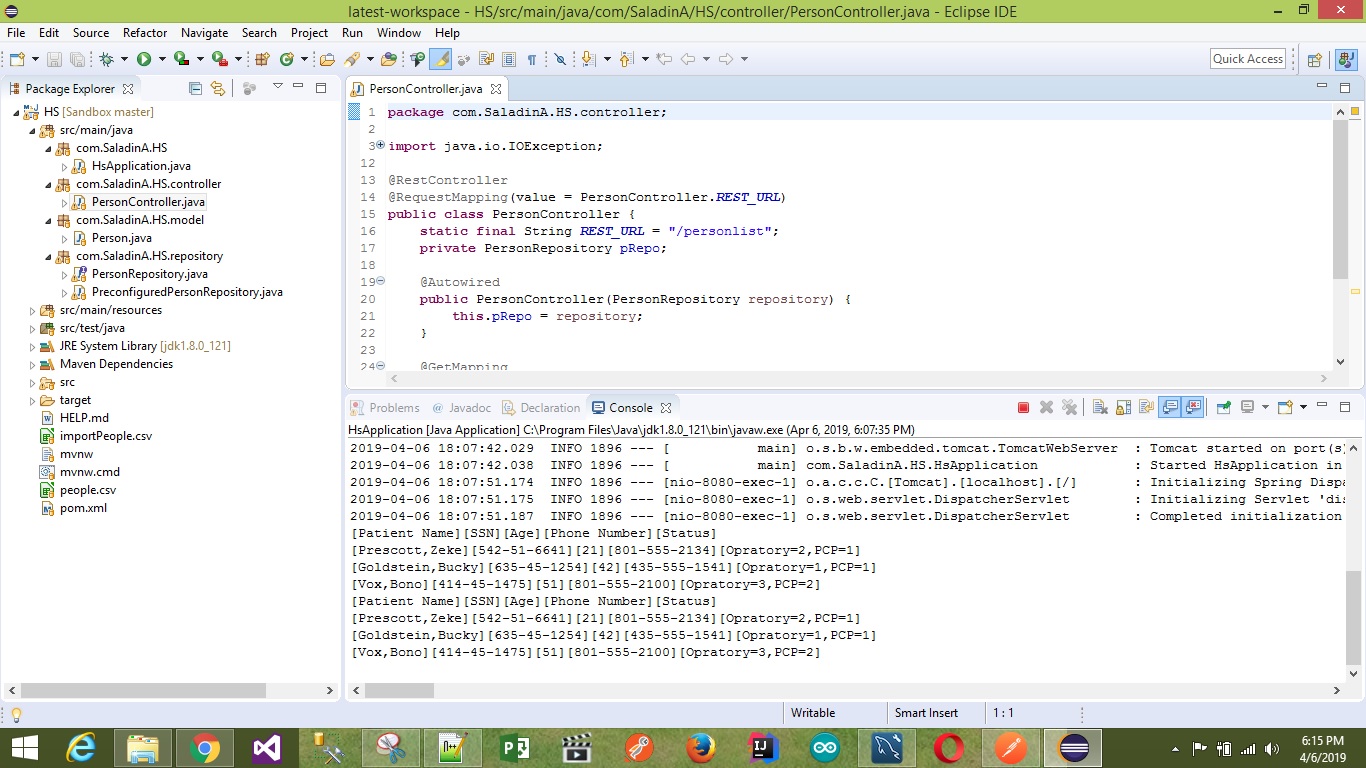 latest-workspace - HS/src/main/java/com/SaladinA/HS/controller/PersonController.java - Eclipse IDE
File Edit Source Refactor Navigate Search Project Run Window Help
Quick Access
Package Explorer
HS [Sandbox master]
src/main/java
com.SaladinA.HS
HsApplication.java
com.SaladinA.HS.controller
PersonController.java
com.SaladinA.HS.model
Person.java
com.SaladinA.HS.repository
PersonRepository.java
PreconfiguredPersonRepository.java
src/main/resources
src/test/java
JRE System Library [jdk1.8.0_121]
Maven Dependencies
src
target
HELP.md
importPeople.csv
mvnw
mvnw.cmd
people.csv
pom.xml
PersonController.java
1 package com.SaladinA.HS.controller;
2
3 import java.io.IOException;
12
13 @RestController
14 @RequestMapping(value = PersonController.REST_URL)
15 public class PersonController {
16 static final String REST_URL = "/personlist";
17 private PersonRepository pRepo;
18
19 @Autowired
20 public PersonController(PersonRepository repository) {
21 this.pRepo = repository;
22 }
23
24 @GetMapping
Problems @ Javadoc Declaration Console
HsApplication [Java Application] C:\Program Files\Java\jdk1.8.0_121\bin\javaw.exe (Apr 6, 2019, 6:07:35 PM)
2019-04-06 18:07:42.029 INFO 1896 --- [ main] o.s.b.w.embedded.tomcat.TomcatWebServer : Tomcat started on port(s)
2019-04-06 18:07:42.038 INFO 1896 --- [ main] com.SaladinA.HS.HsApplication : Started HsApplication in
2019-04-06 18:07:51.174 INFO 1896 --- [nio-8080-exec-1] o.a.c.c.C.[Tomcat].[localhost].[/] : Initializing Spring Dispa
2019-04-06 18:07:51.175 INFO 1896 --- [nio-8080-exec-1] o.s.web.servlet.DispatcherServlet : Initializing Servlet 'dis
2019-04-06 18:07:51.187 INFO 1896 --- [nio-8080-exec-1] o.s.web.servlet.DispatcherServlet : Completed initialization
[Patient Name][SSN][Age][Phone Number][Status]
[Prescott,Zeke][542-51-6641][21][801-555-2134][Opratory=2,PCP=1]
[Goldstein,Bucky][635-45-1254][42][435-555-1541][Opratory=1,PCP=1]
[Vox,Bono][414-45-1475][51][801-555-2100][Opratory=3,PCP=2]
[Patient Name][SSN][Age][Phone Number][Status]
[Prescott,Zeke][542-51-6641][21][801-555-2134][Opratory=2,PCP=1]
[Goldstein,Bucky][635-45-1254][42][435-555-1541][Opratory=1,PCP=1]
[Vox,Bono][414-45-1475][51][801-555-2100][Opratory=3,PCP=2]
Writable Smart Insert 1 : 1
6:15 PM
4/6/2019